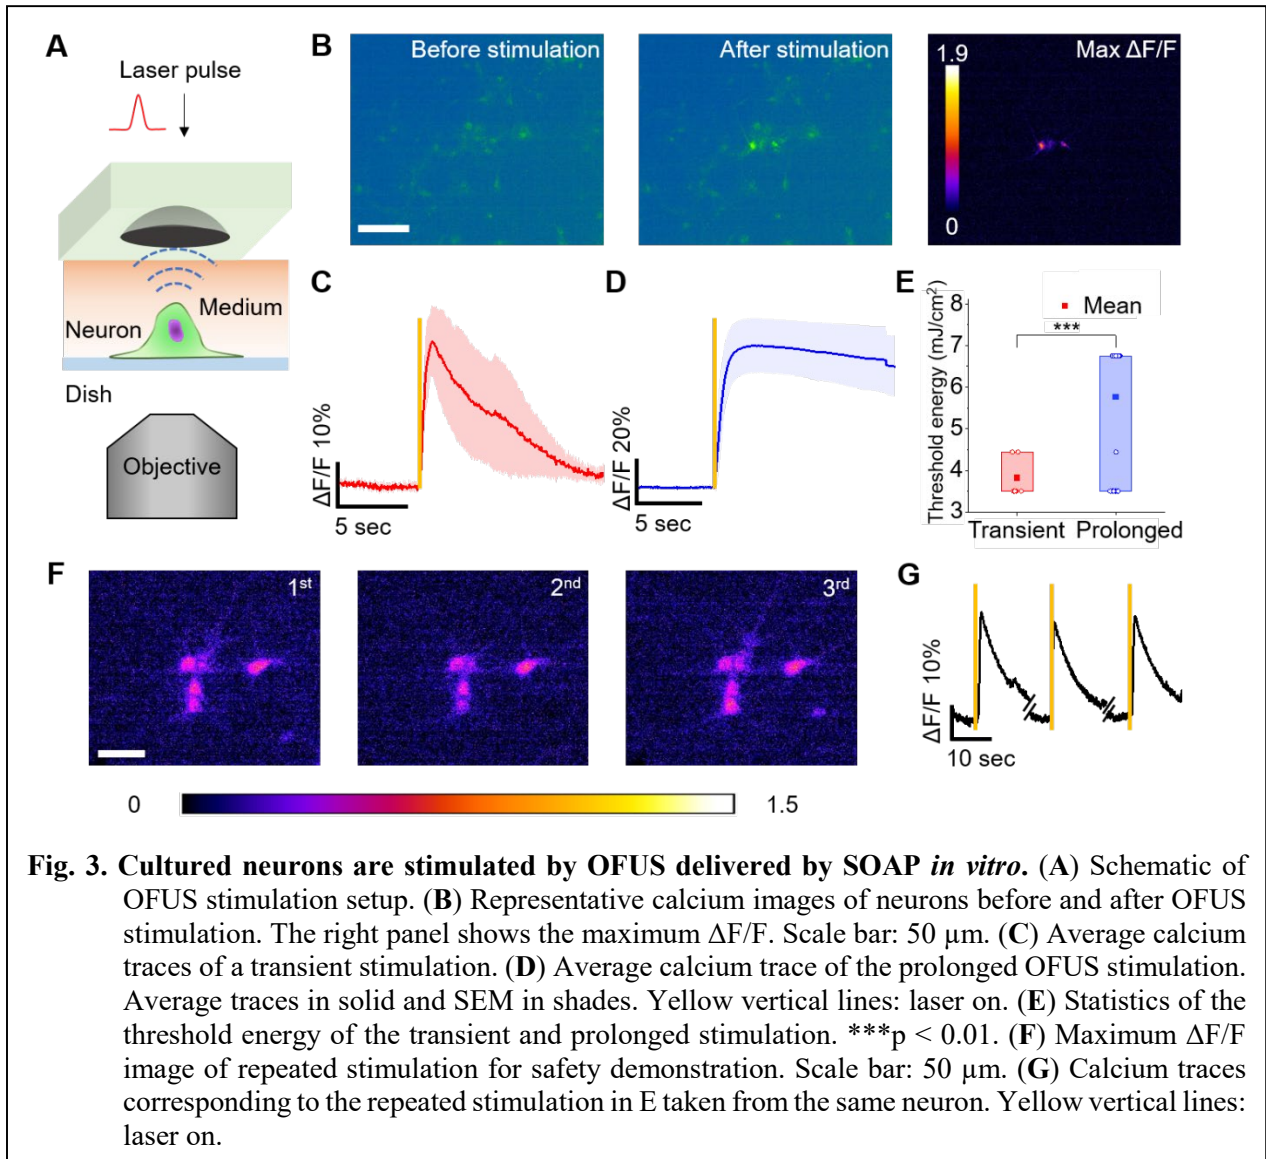 A
Laser pulse
Medium
Neuron
Dish
Objective
B
Before stimulation
After stimulation
1.9
Max ΔF/F
0
C
ΔF/F 10%
5 sec
D
ΔF/F 20%
5 sec
E
Threshold energy (mJ/cm²)
8
7
6
5
4
3
Mean
***
Transient Prolonged
F
1st
2nd
3rd
0
1.5
G
ΔF/F 10%
10 sec
Fig. 3. Cultured neurons are stimulated by OFUS delivered by SOAP in vitro. (A) Schematic of
OFUS stimulation setup. (B) Representative calcium images of neurons before and after OFUS
stimulation. The right panel shows the maximum ΔF/F. Scale bar: 50 µm. (C) Average calcium
traces of a transient stimulation. (D) Average calcium trace of the prolonged OFUS stimulation.
Average traces in solid and SEM in shades. Yellow vertical lines: laser on. (E) Statistics of the
threshold energy of the transient and prolonged stimulation. ***p < 0.01. (F) Maximum ΔF/F
image of repeated stimulation for safety demonstration. Scale bar: 50 µm. (G) Calcium traces
corresponding to the repeated stimulation in E taken from the same neuron. Yellow vertical lines:
laser on.